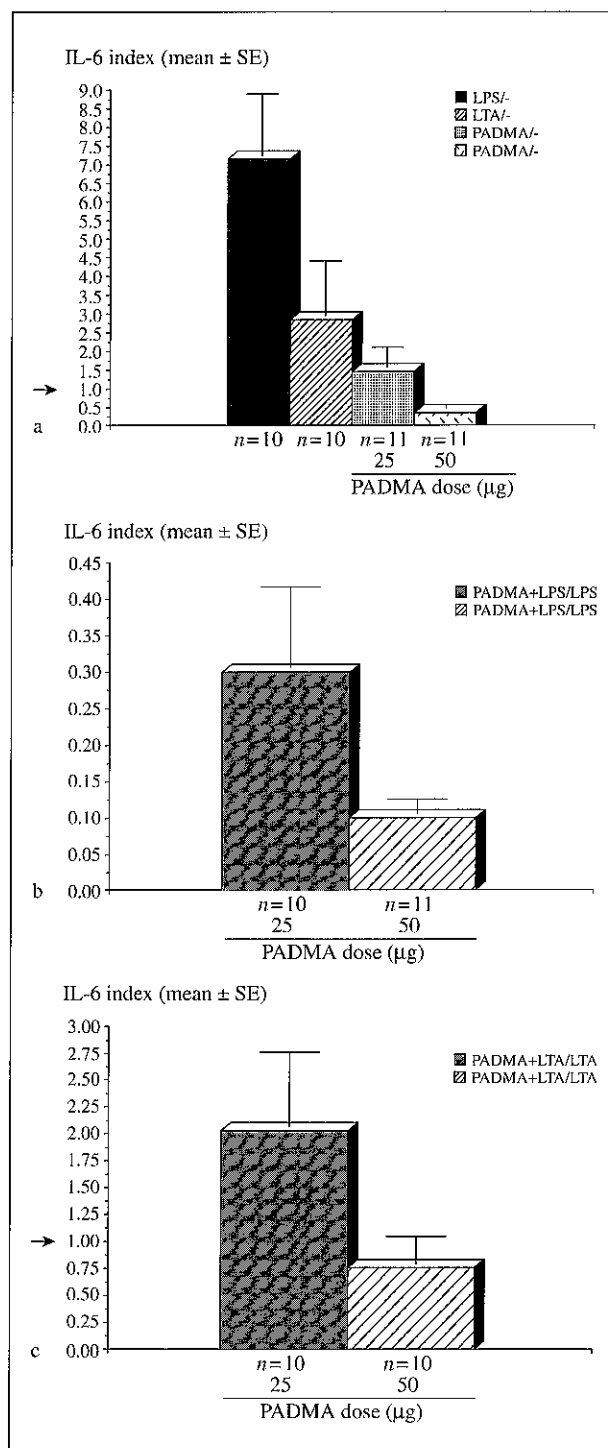 IL-6 index (mean ± SE)
9.0
8.5
8.0
7.5
7.0
6.5
6.0
5.5
5.0
4.5
4.0
3.5
3.0
2.5
2.0
1.5
1.0
0.5
0.0
LPS/-
LTA/-
PADMA/-
PADMA/-
a
n=10 n=10 n=11 n=11
25 50
PADMA dose (µg)
IL-6 index (mean ± SE)
0.45
0.40
0.35
0.30
0.25
0.20
0.15
0.10
0.05
0.00
PADMA+LPS/LPS
PADMA+LPS/LPS
b
n=10 n=11
25 50
PADMA dose (µg)
IL-6 index (mean ± SE)
3.00
2.75
2.50
2.25
2.00
1.75
1.50
1.25
1.00
0.75
0.50
0.25
0.00
PADMA+LTA/LTA
PADMA+LTA/LTA
c
n=10 n=10
25 50
PADMA dose (µg)